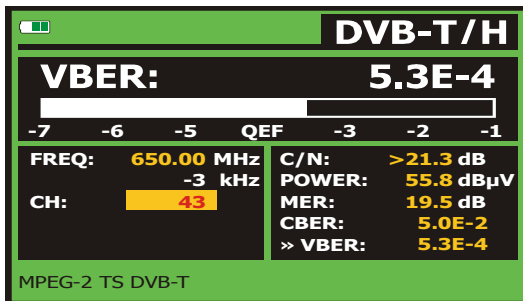 DVB-T/H
VBER: 5.3E-4
-7 -6 -5 QEF -3 -2 -1
FREQ: 650.00 MHz
-3 kHz
CH: 43
C/N: >21.3 dB
POWER: 55.8 dBµV
MER: 19.5 dB
CBER: 5.0E-2
» VBER: 5.3E-4
MPEG-2 TS DVB-T